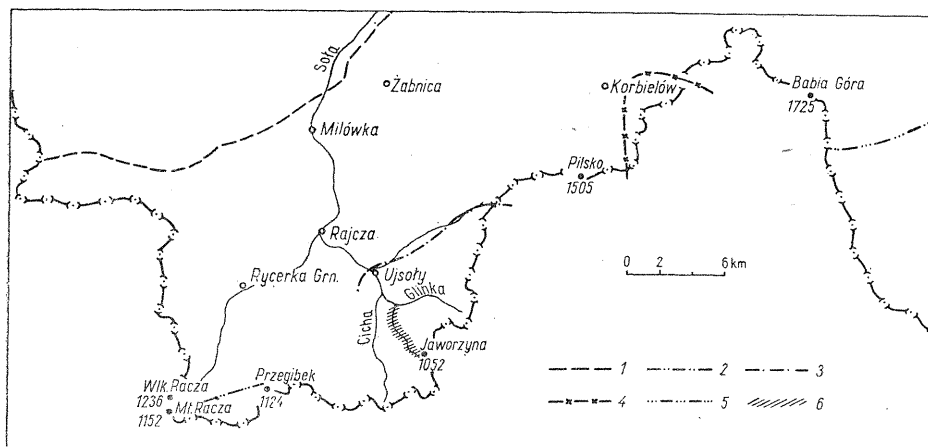 Soła
Żabnica
Korbielów
Babia Góra
1725
Milówka
Pilsko
1505
Rajcza
0 2 4 6 km
Ujsoły
Rycerka Grn.
Glinka
Cicha
Jaworzyna
1052
Przegibek
1124
Wlk. Racza
1236
Mł. Racza
1152
1 2 3
4 5 6